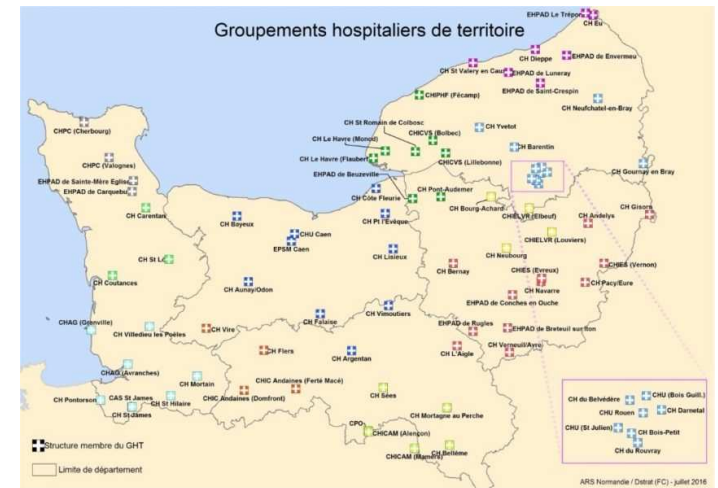 Groupements hospitaliers de territoire
EHPAD Le Tréport
CH Eu
CH Dieppe
EHPAD de Envermeu
CH St Valery en Caux
EHPAD de Luneray
EHPAD de Saint-Crespin
CHIPHF (Fécamp)
CH Neufchatel-en-Bray
CH St Romain de Colbosc
CHICVS (Bolbec)
CH Yvetot
CH Le Havre (Monod)
CH Barentin
CH Le Havre (Flaubert)
CHICVS (Lillebonne)
EHPAD de Beuzeville
CH Gournay en Bray
CHPC (Cherbourg)
CHPC (Valognes)
EHPAD de Sainte-Mère Eglise
EHPAD de Carquebut
CH Carentan
CH Côte Fleurie
CH Pont-Audemer
CH Bourg-Achard
CHIELVR (Elbeuf)
CH Gisors
CH Andelys
CH Bayeux
CH Pt l'Evêque
CHU Caen
EPSM Caen
CHIELVR (Louviers)
CH Lisieux
CH Neubourg
CH St Lô
CH Bernay
CHIES (Evreux)
CHIES (Vernon)
CH Coutances
CH Aunay/Odon
CH Navarre
CH Pacy/Eure
EHPAD de Conches en Ouche
CH Vimoutiers
CH Falaise
CHAG (Granville)
CH Villedieu les Poëles
CH Vire
EHPAD de Rugles
EHPAD de Breteuil sur Iton
CH Verneuil/Avre
CH Flers
CH Argentan
CH L'Aigle
CHAG (Avranches)
CH Mortain
CHIC Andaines (Ferté Macé)
CH Pontorson
CAS St James
CH St Hilaire
CHIC Andaines (Domfront)
CH Sées
CH St James
CH Mortagne au Perche
CPO
CHICAM (Alençon)
CHICAM (Mamers)
CH Bellême
CH du Belvédère
CHU (Bois Guill.)
CHU Rouen
CH Darnetal
CHU (St Julien)
CH Bois-Petit
CH du Rouvray
Structure membre du GHT
Limite de département
ARS Normandie / Dstrat (FC) - juillet 2016